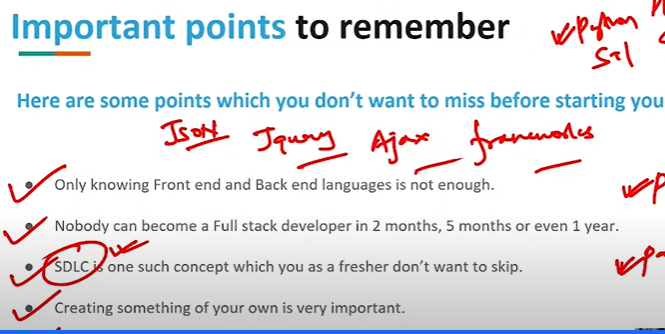 Important points to remember
Python
Sql
Here are some points which you don't want to miss before starting you
Json Jquery Ajax frameworks
Only knowing Front end and Back end languages is not enough.
Nobody can become a Full stack developer in 2 months, 5 months or even 1 year.
SDLC is one such concept which you as a fresher don't want to skip.
Creating something of your own is very important.